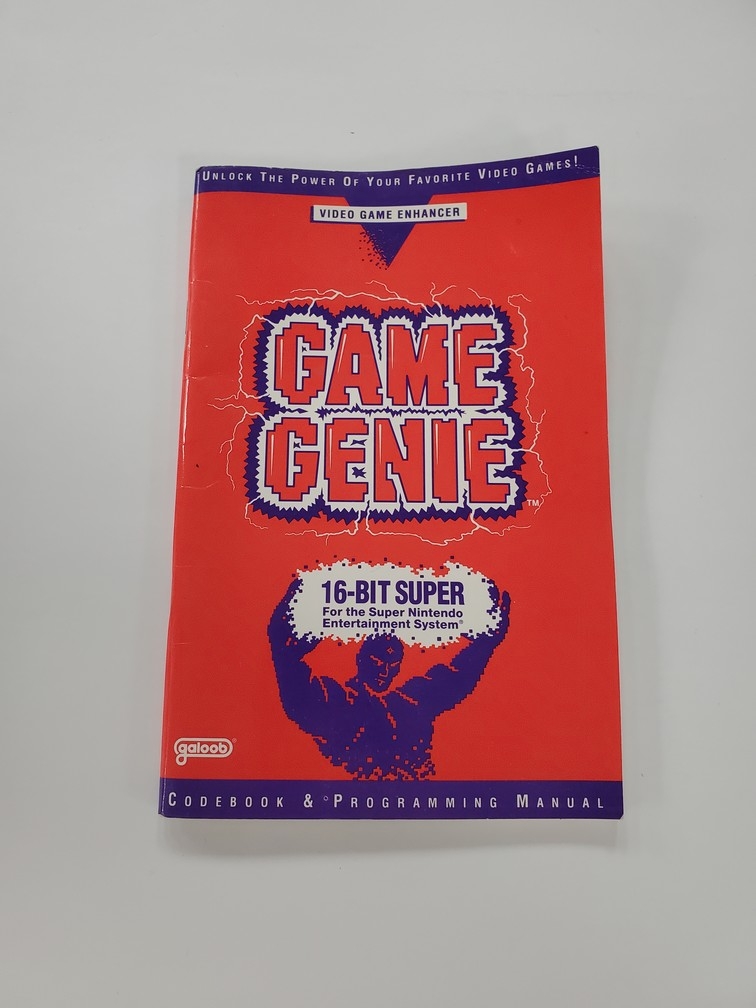 UNLOCK THE POWER OF YOUR FAVORITE VIDEO GAMES!
VIDEO GAME ENHANCER
GAME
GENIE
TM
16-BIT SUPER
For the Super Nintendo
Entertainment System®
galoob®
CODEBOOK & PROGRAMMING MANUAL